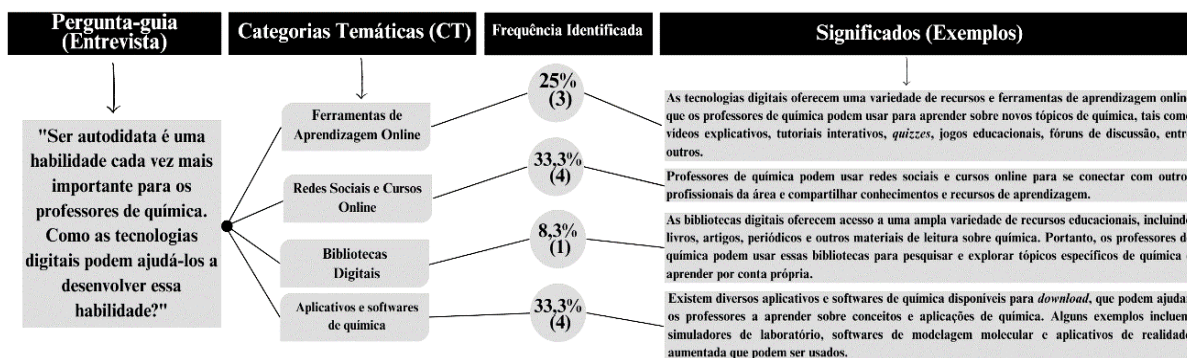 Pergunta-guia
(Entrevista)
Categorias Temáticas (CT)
Frequência Identificada
Significados (Exemplos)
"Ser autodidata é uma
habilidade cada vez mais
importante para os
professores de química.
Como as tecnologias
digitais podem ajudá-los a
desenvolver essa
habilidade?"
Ferramentas de
Aprendizagem Online
25%
(3)
As tecnologias digitais oferecem uma variedade de recursos e ferramentas de aprendizagem online
que os professores de química podem usar para aprender sobre novos tópicos de química, tais como
vídeos explicativos, tutoriais interativos, quizzes, jogos educacionais, fóruns de discussão, entre
outros.
Redes Sociais e Cursos
Online
33,3%
(4)
Professores de química podem usar redes sociais e cursos online para se conectar com outro
profissionais da área e compartilhar conhecimentos e recursos de aprendizagem.
Bibliotecas
Digitais
8,3%
(1)
As bibliotecas digitais oferecem acesso a uma ampla variedade de recursos educacionais, incluindo
livros, artigos, periódicos e outros materiais de leitura sobre química. Portanto, os professores de
química podem usar essas bibliotecas para pesquisar e explorar tópicos específicos de química
aprender por conta própria.
Aplicativos e softwares
de química
33,3%
(4)
Existem diversos aplicativos e softwares de química disponíveis para download, que podem ajuda
os professores a aprender sobre conceitos e aplicações de química. Alguns exemplos incluem
simuladores de laboratório, softwares de modelagem molecular e aplicativos de realidade
aumentada que podem ser usados.